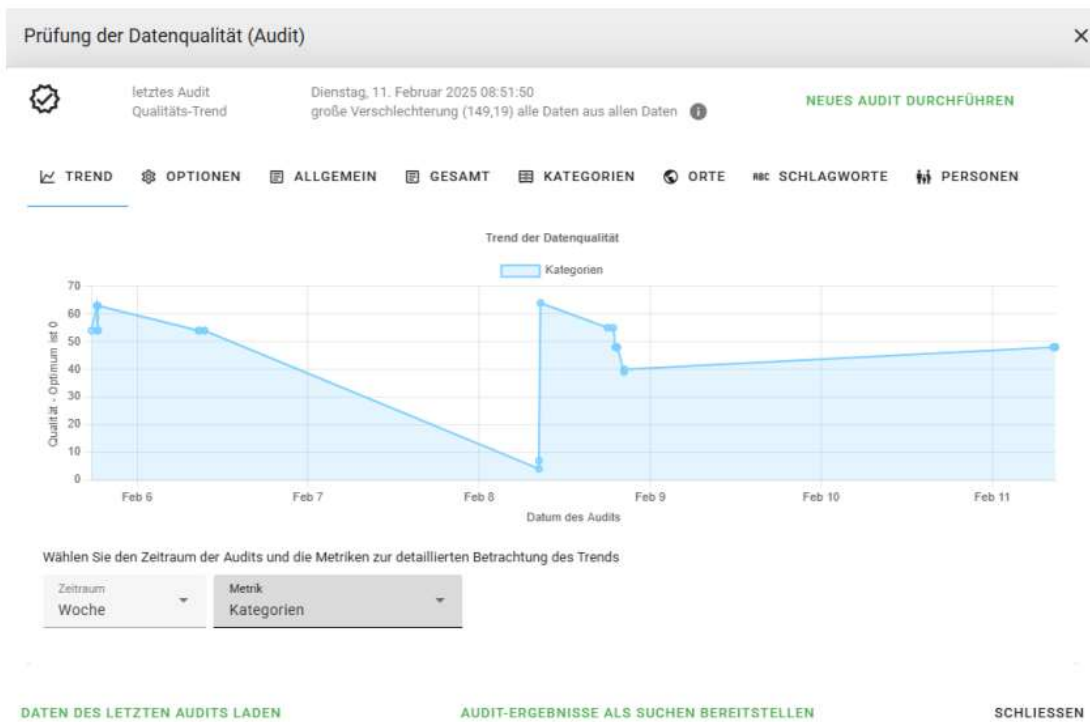 Prüfung der Datenqualität (Audit)
letztes Audit Dienstag, 11. Februar 2025 08:51:50
Qualitäts-Trend große Verschlechterung (149,19) alle Daten aus allen Daten
NEUES AUDIT DURCHFÜHREN
TREND OPTIONEN ALLGEMEIN GESAMT KATEGORIEN ORTE ABC SCHLAGWORTE PERSONEN
Trend der Datenqualität
Kategorien
Qualität - Optimum ist 0
70
60
50
40
30
20
10
0
Feb 6 Feb 7 Feb 8 Feb 9 Feb 10 Feb 11
Datum des Audits
Wählen Sie den Zeitraum der Audits und die Metriken zur detaillierten Betrachtung des Trends
Zeitraum Metrik
Woche Kategorien
DATEN DES LETZTEN AUDITS LADEN AUDIT-ERGEBNISSE ALS SUCHEN BEREITSTELLEN SCHLIESSEN